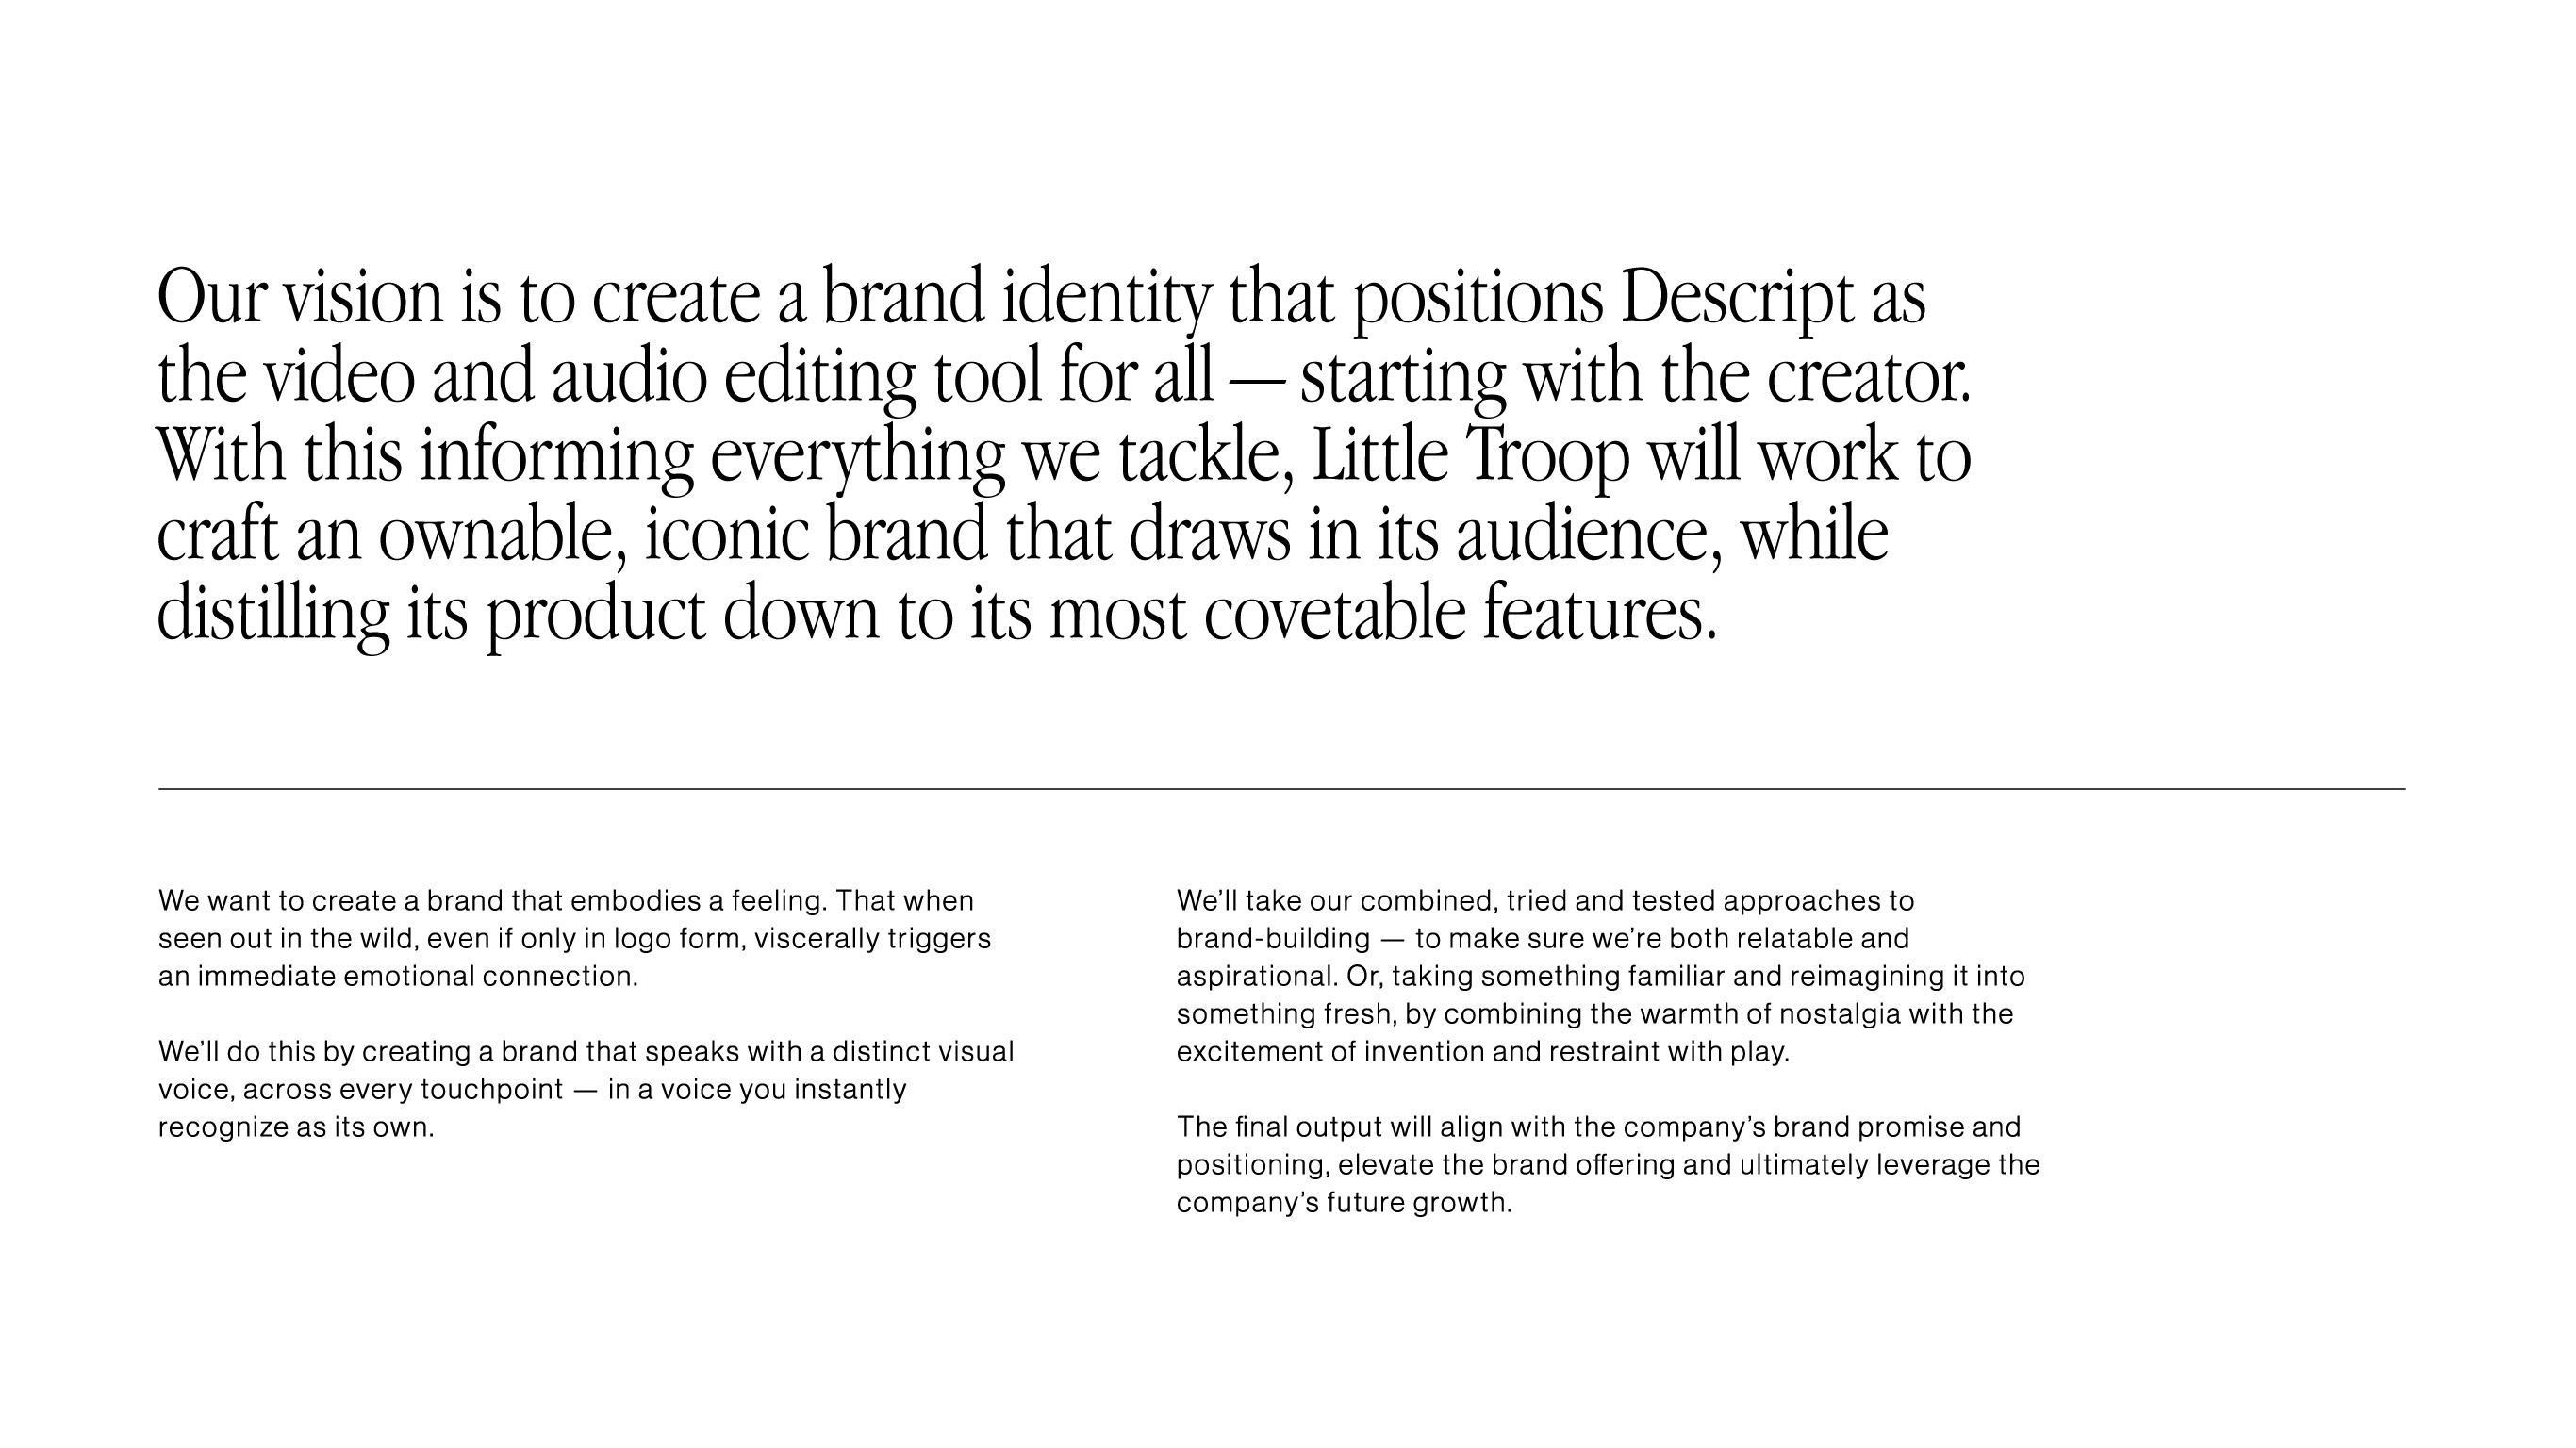 Our vision is to create a brand identity that positions Descript as
the video and audio editing tool for all — starting with the creator.
With this informing everything we tackle, Little Troop will work to
craft an ownable, iconic brand that draws in its audience, while
distilling its product down to its most covetable features.
We want to create a brand that embodies a feeling. That when
seen out in the wild, even if only in logo form, viscerally triggers
an immediate emotional connection.
We’ll do this by creating a brand that speaks with a distinct visual
voice, across every touchpoint — in a voice you instantly
recognize as its own.
We’ll take our combined, tried and tested approaches to
brand-building — to make sure we’re both relatable and
aspirational. Or, taking something familiar and reimagining it into
something fresh, by combining the warmth of nostalgia with the
excitement of invention and restraint with play.
The final output will align with the company’s brand promise and
positioning, elevate the brand offering and ultimately leverage the
company’s future growth.